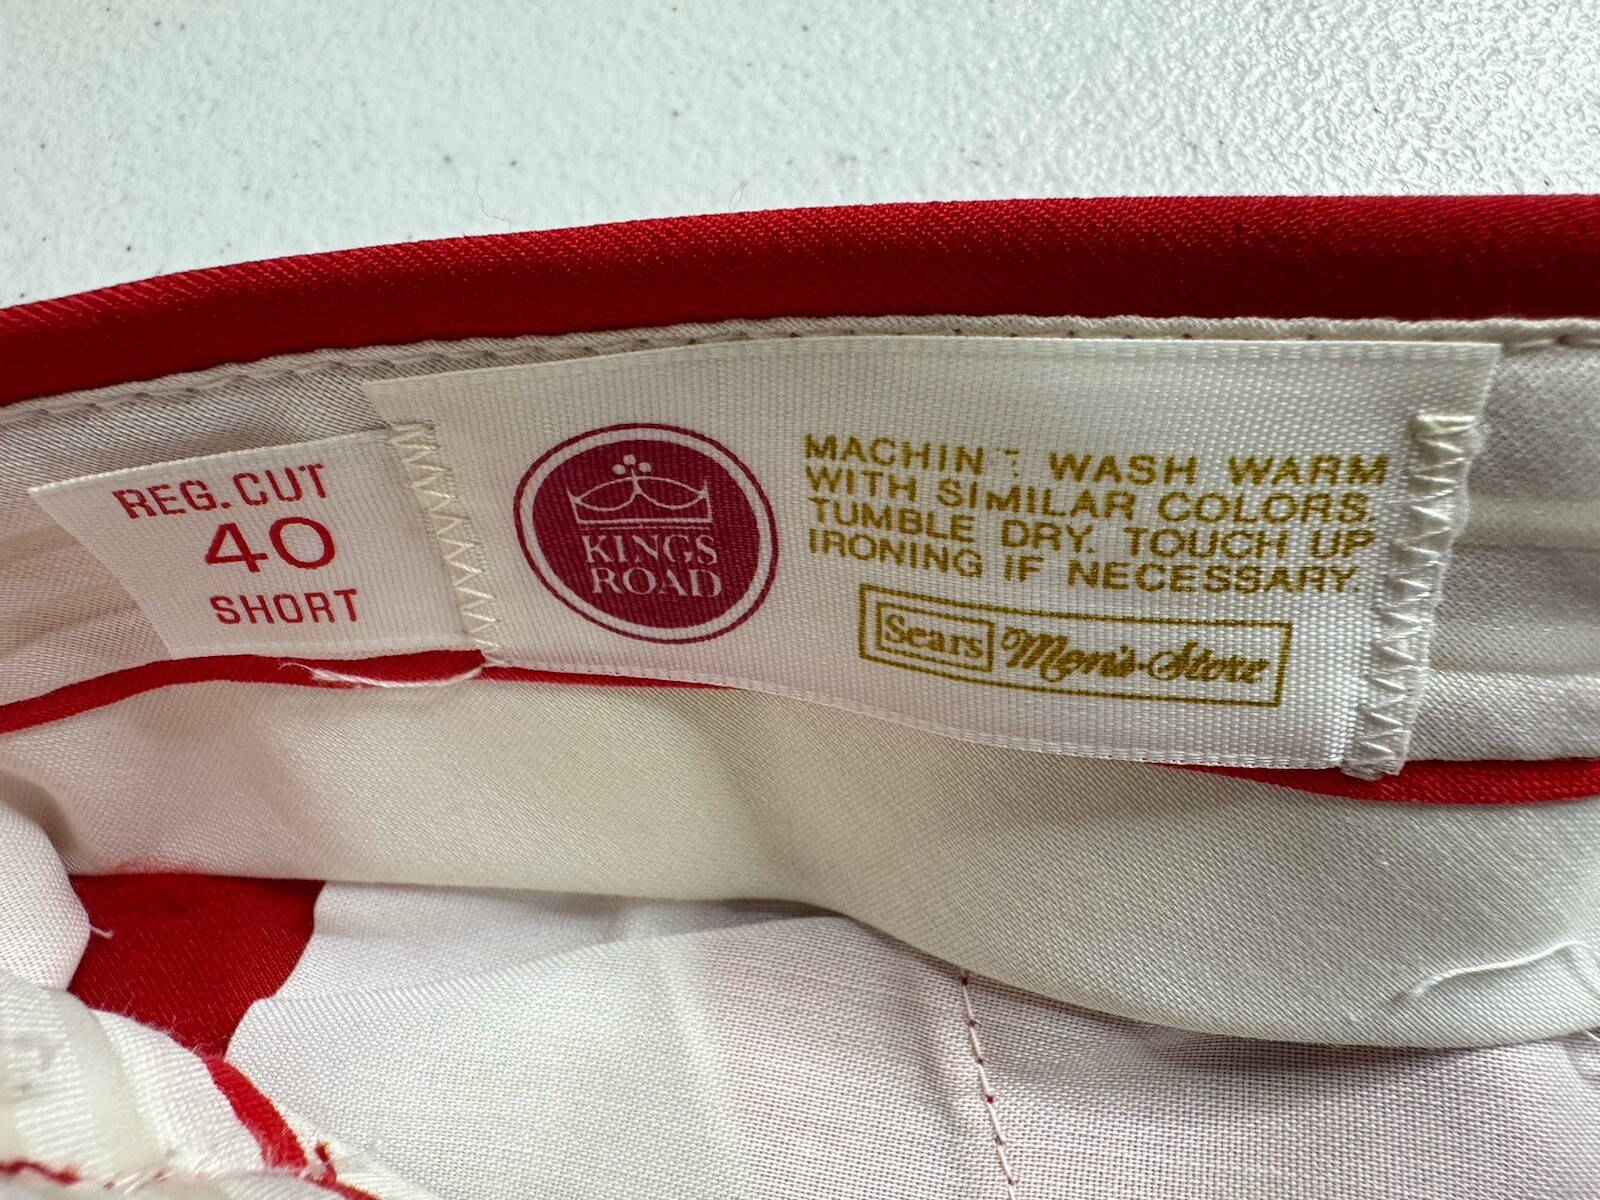 REG. CUT
40
SHORT
KINGS
ROAD
MACHINE WASH WARM
WITH SIMILAR COLORS.
TUMBLE DRY. TOUCH UP
IRONING IF NECESSARY.
Sears Men's Store